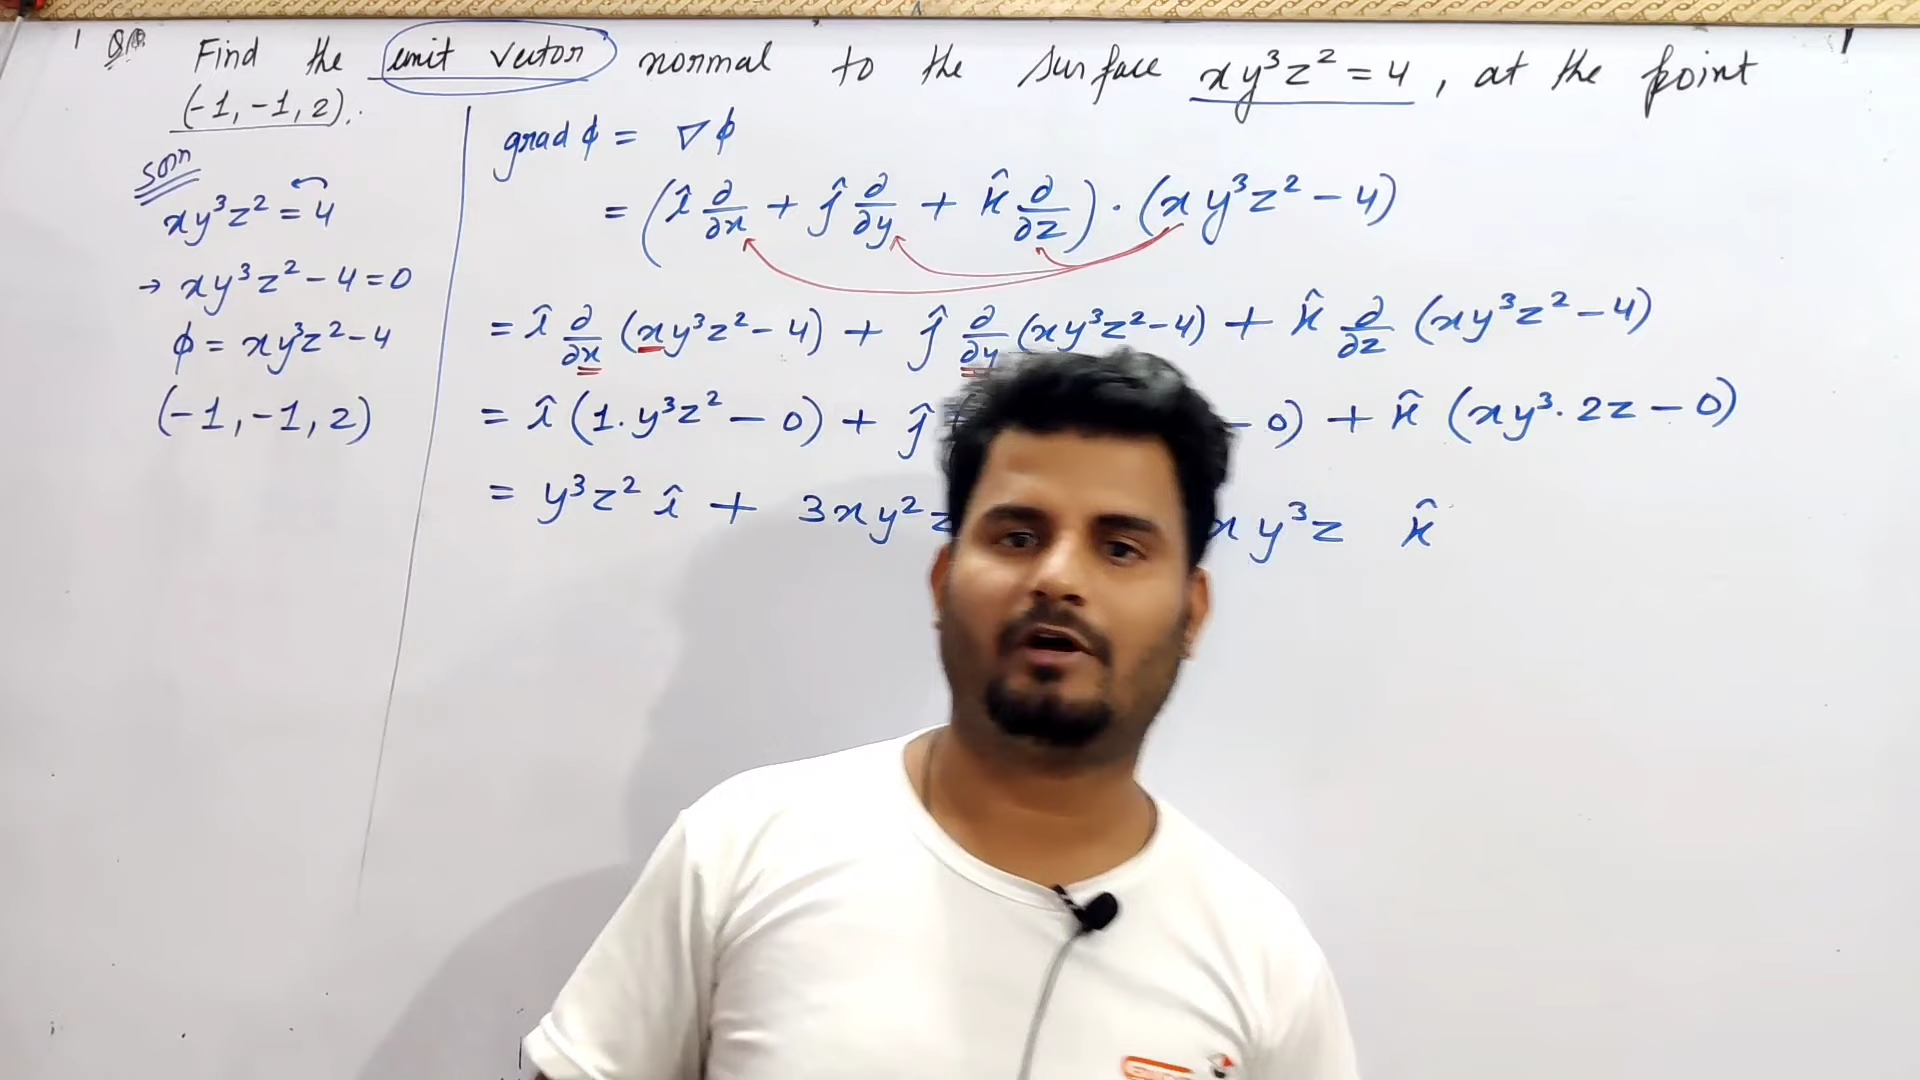 Find the unit vector normal to the surface xy³z² = 4, at the point
(-1, -1, 2).
Soln
xy³z² = 4
→ xy³z² - 4 = 0
ϕ = xy³z² - 4
(-1, -1, 2)
grad ϕ = ∇ϕ
= (î ∂/∂x + ĵ ∂/∂y + k̂ ∂/∂z) · (xy³z² - 4)
= î ∂/∂x (xy³z² - 4) + ĵ ∂/∂y (xy³z² - 4) + k̂ ∂/∂z (xy³z² - 4)
= î (1. y³z² - 0) + ĵ - 0) + k̂ (xy³. 2z - 0)
= y³z² î + 3xy² xy³z k̂